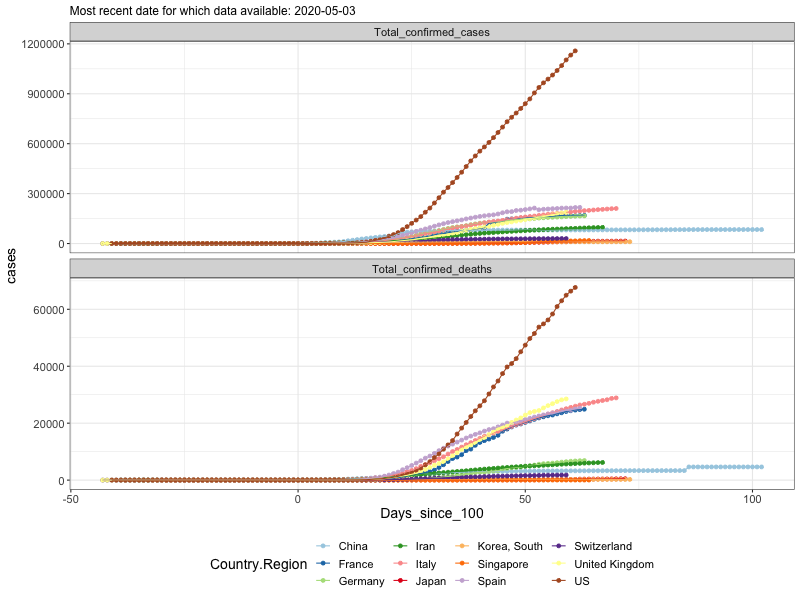 Most recent date for which data available: 2020-05-03
Total_confirmed_cases
1200000
900000
600000
300000
0
cases
Total_confirmed_deaths
60000
40000
20000
0
-50 0 50 100
Days_since_100
Country.Region
China Iran Korea, South Switzerland
France Italy Singapore United Kingdom
Germany Japan Spain US